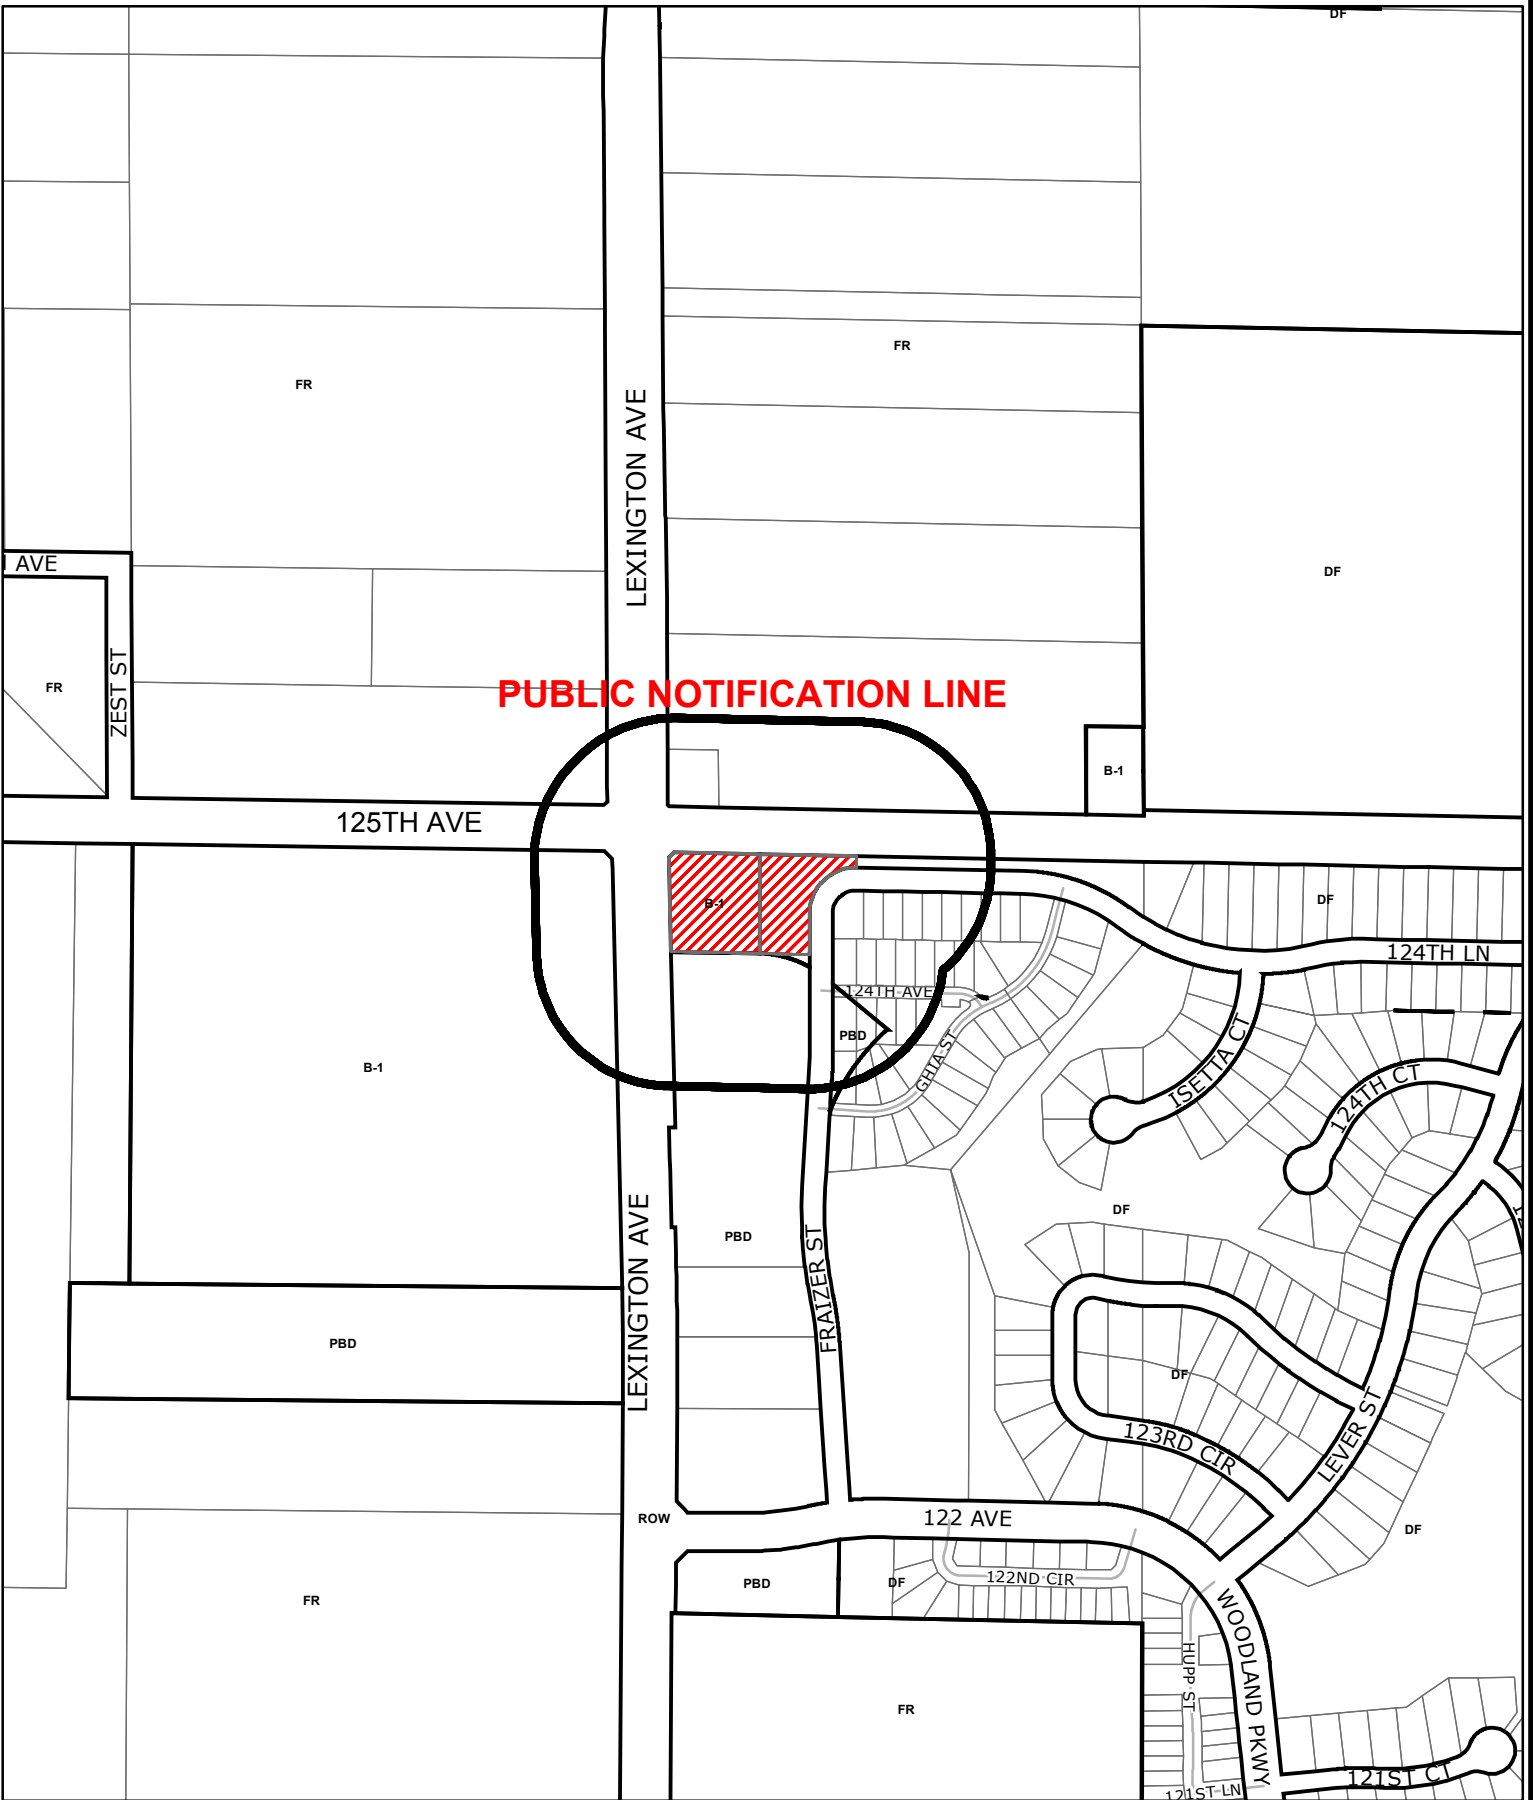 DF
FR
FR
LEXINGTON AVE
AVE
DF
FR
ZEST ST
PUBLIC NOTIFICATION LINE
B-1
125TH AVE
B-1
DF
124TH LN
124TH AVE
PBD
GHIA ST
ISETTA CT
124TH CT
B-1
DF
PBD
LEXINGTON AVE
FRAIZER ST
PBD
DF
123RD CIR
LEVER ST
ROW
122 AVE
DF
PBD
DF
122ND CIR
FR
WOODLAND PKWY
HUPP ST
FR
121ST CT
121ST LN